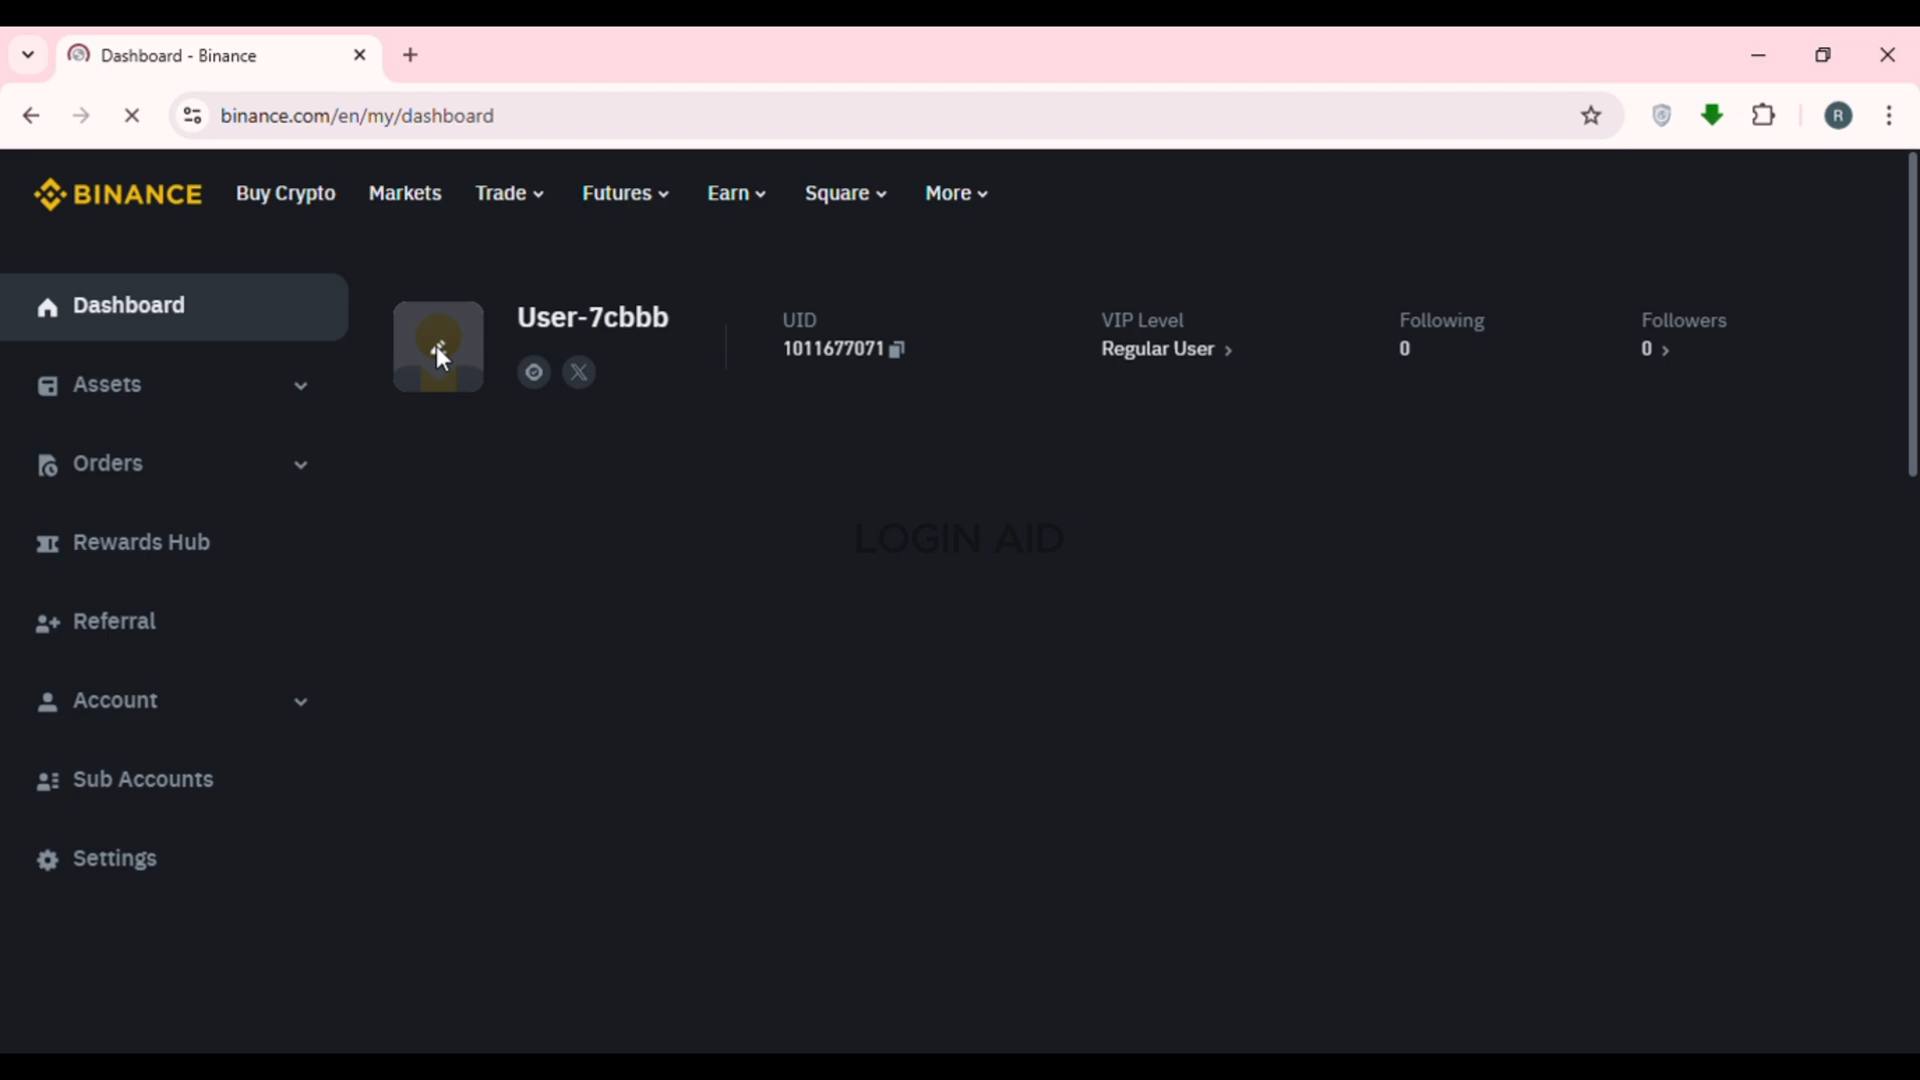 Dashboard - Binance
binance.com/en/my/dashboard
R
BINANCE Buy Crypto Markets Trade Futures Earn Square More
Dashboard
Assets
Orders
Rewards Hub
Referral
Account
Sub Accounts
Settings
User-7cbbb
UID
1011677071
VIP Level
Regular User
Following
0
Followers
0
LOGIN AID